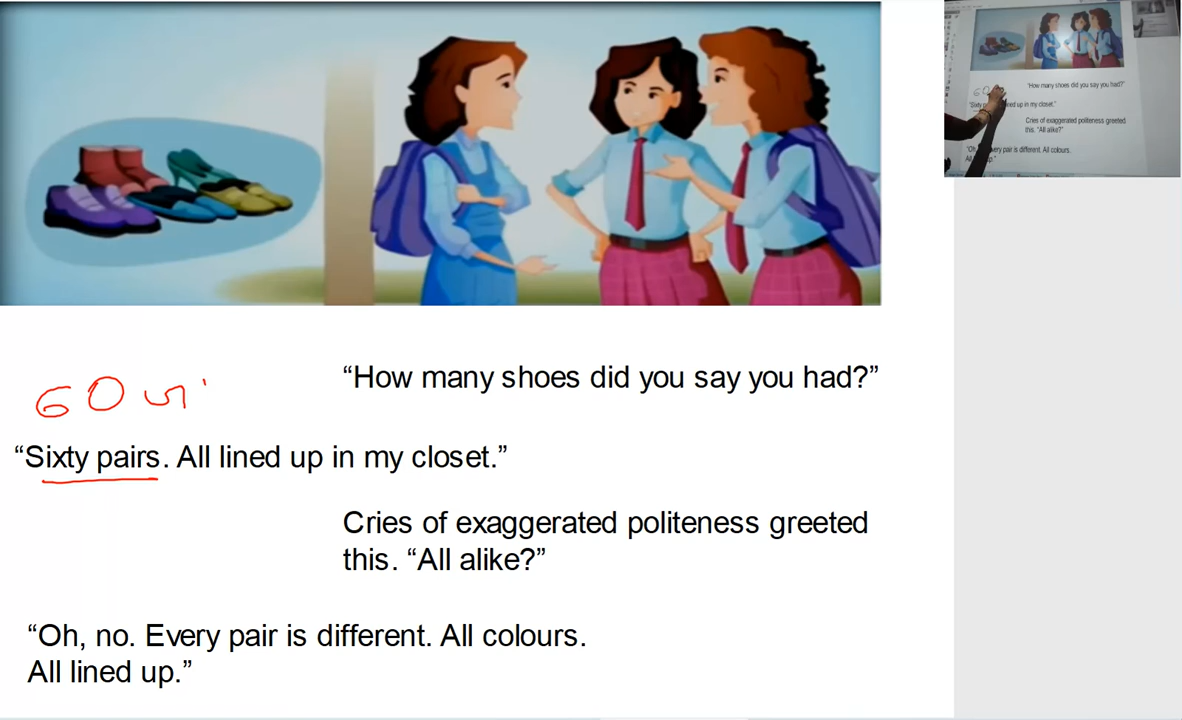 “How many shoes did you say you had?”
60
“Sixty pairs. All lined up in my closet.”
Cries of exaggerated politeness greeted
this. “All alike?”
“Oh, no. Every pair is different. All colours.
All lined up.”